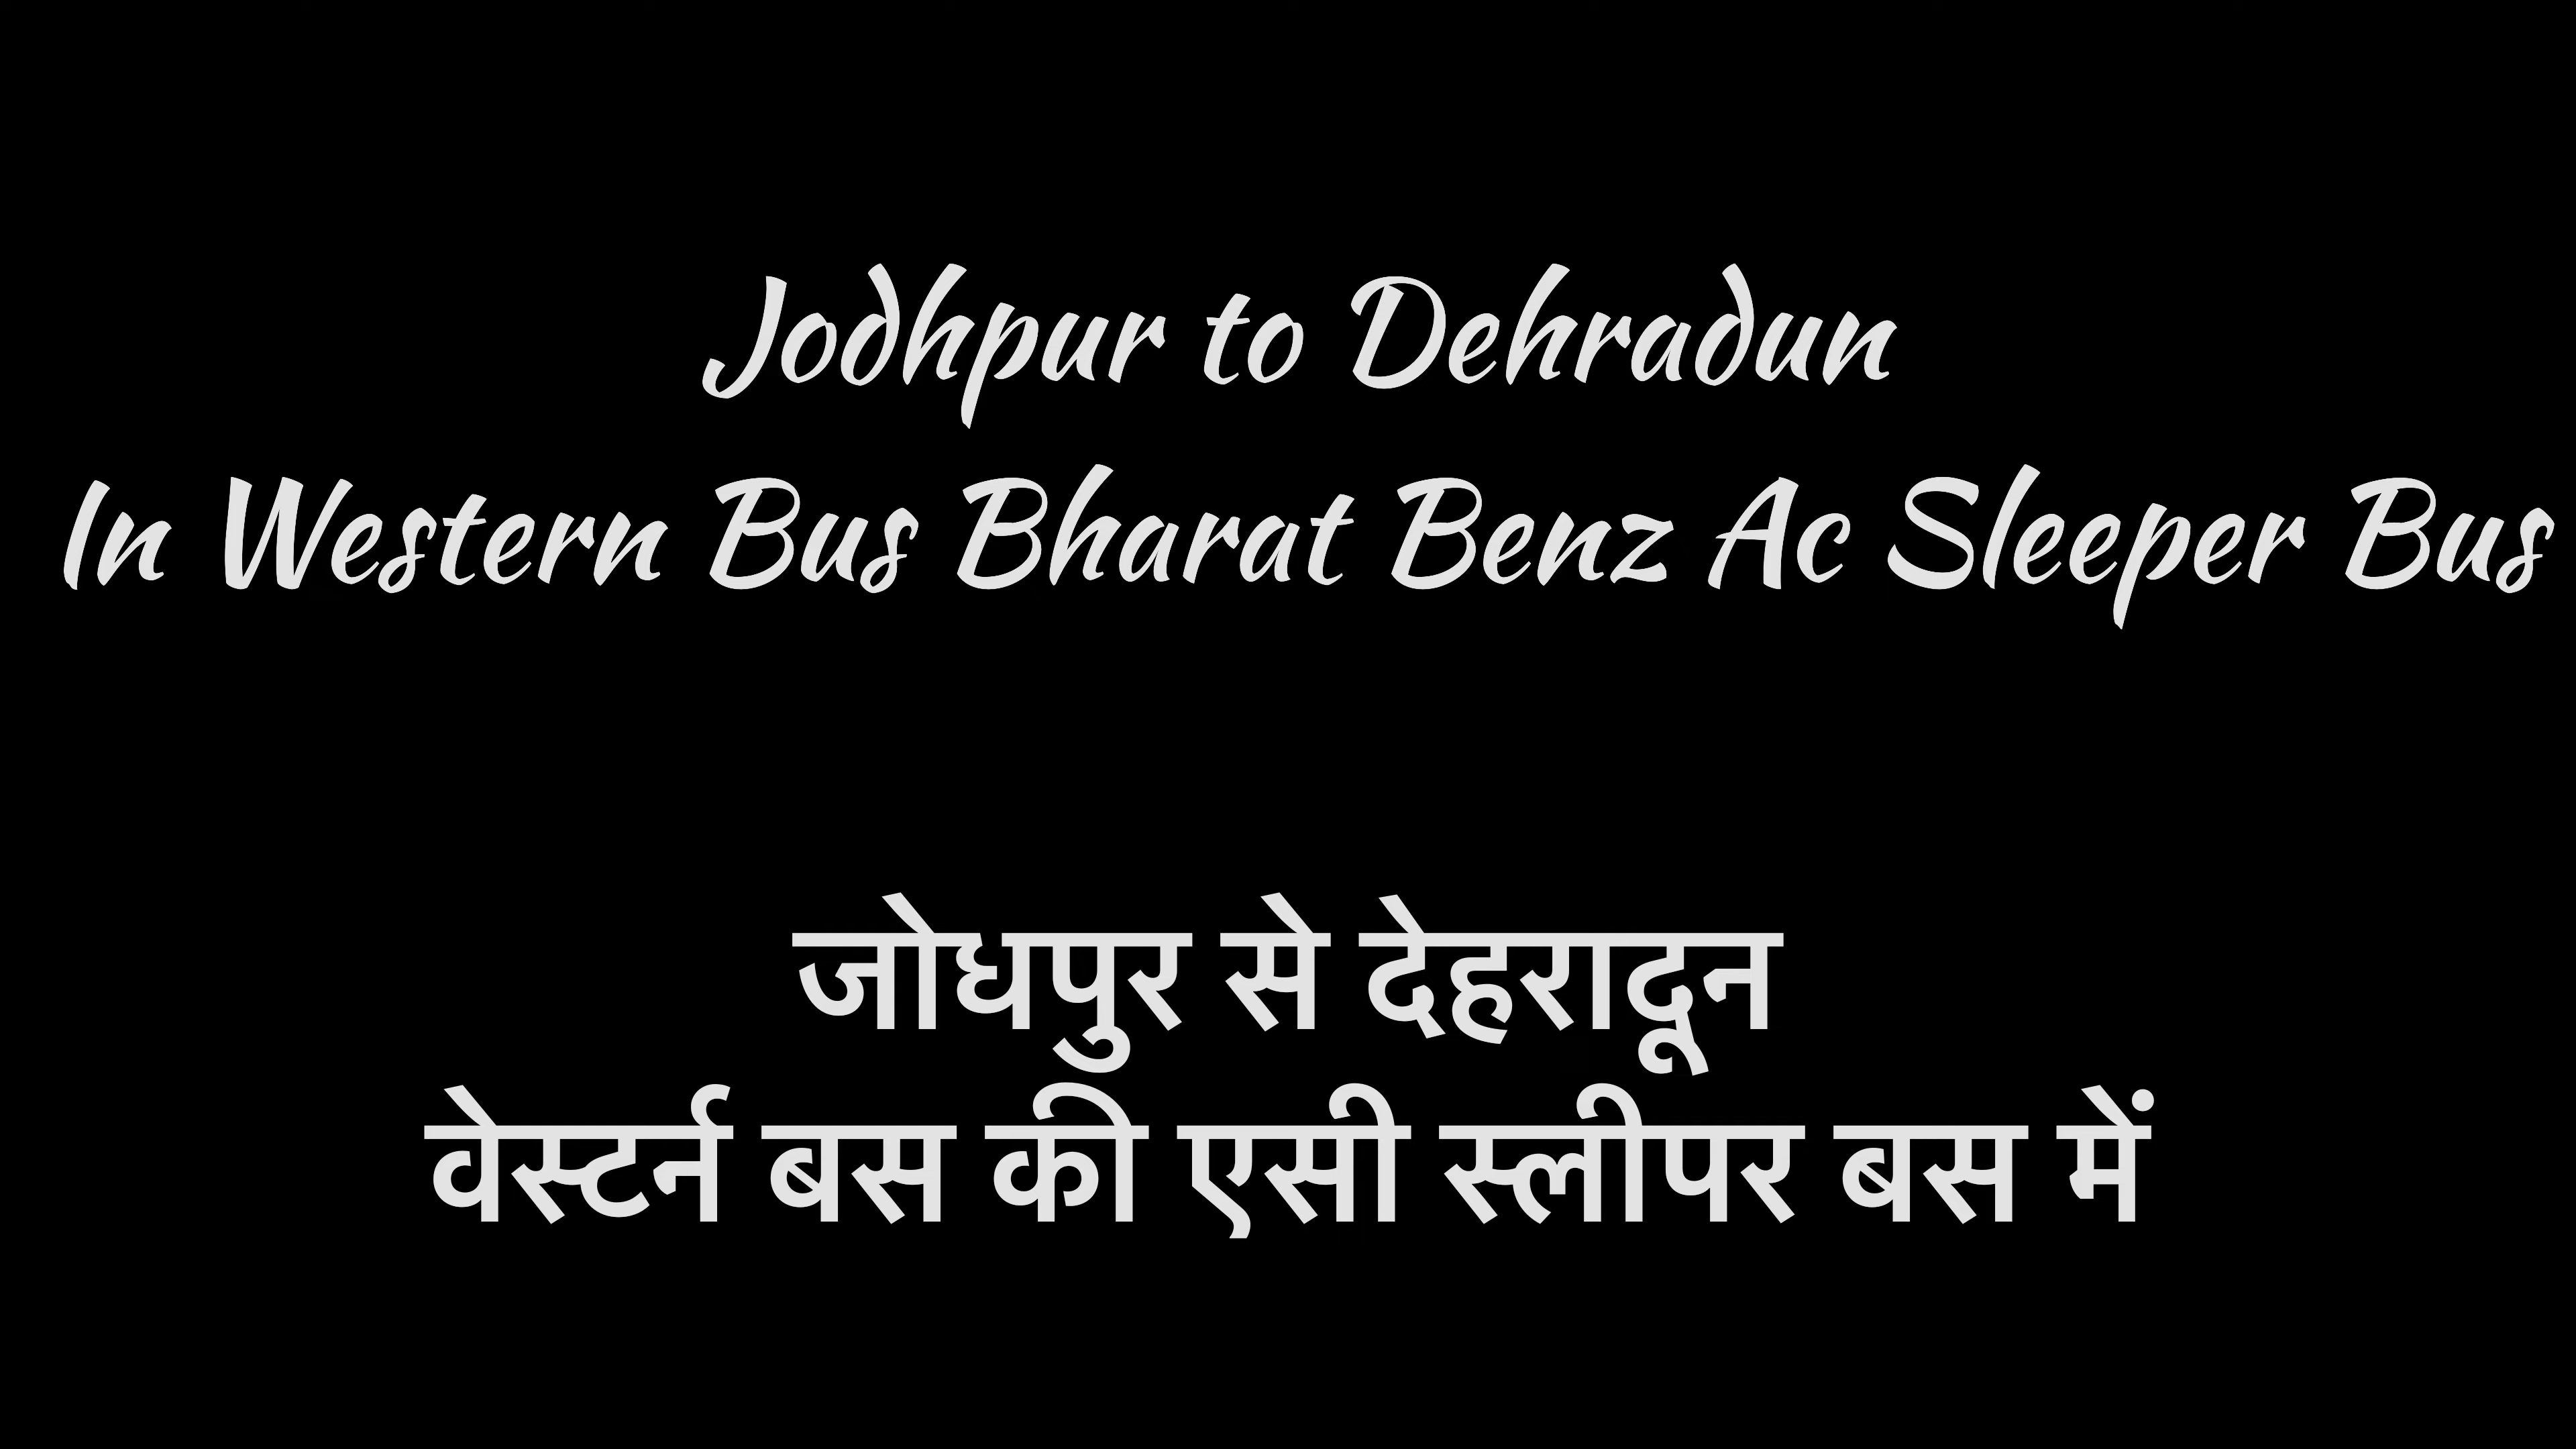 Jodhpur to Dehradun
In Western Bus Bharat Benz Ac Sleeper Bus
जोधपुर से देहरादून
वेस्टर्न बस की एसी स्लीपर बस में